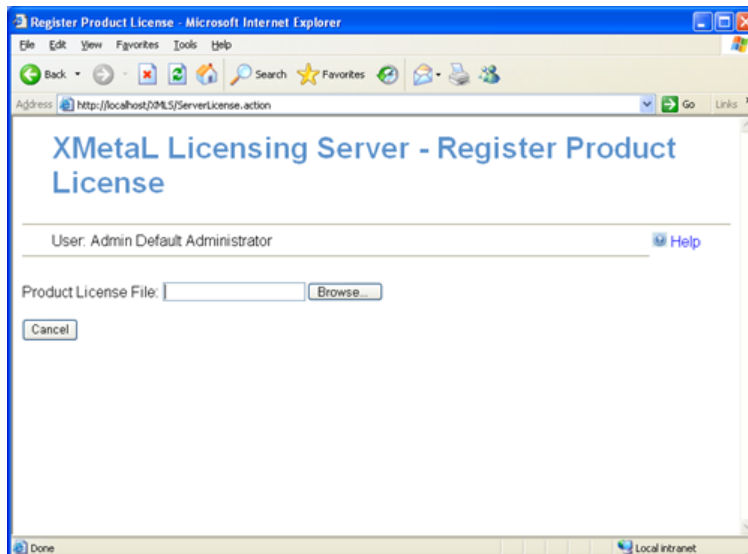 Register Product License - Microsoft Internet Explorer
File Edit View Favorites Tools Help
Back Search Favorites
Address http://localhost/XMLS/ServerLicense.action Go Links
XMetaL Licensing Server - Register Product
License
User: Admin Default Administrator Help
Product License File: Browse...
Cancel
Done Local intranet